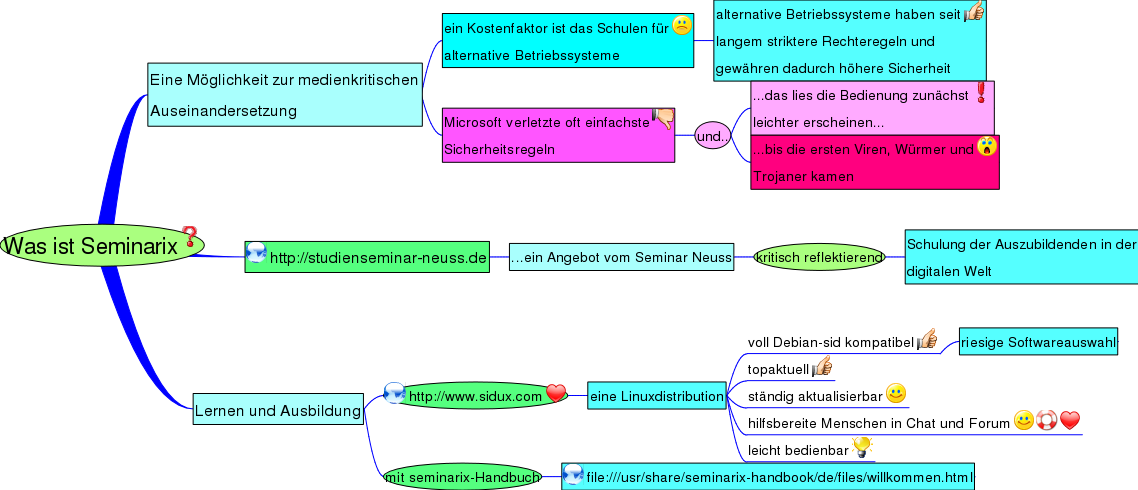 Was ist Seminarix
Eine Möglichkeit zur medienkritischen
Auseinandersetzung
ein Kostenfaktor ist das Schulen für
alternative Betriebssysteme
alternative Betriebssysteme haben seit
langem striktere Rechteregeln und
gewähren dadurch höhere Sicherheit
Microsoft verletzte oft einfachste
Sicherheitsregeln
und...
...das lies die Bedienung zunächst
leichter erscheinen...
...bis die ersten Viren, Würmer und
Trojaner kamen
http://studienseminar-neuss.de
...ein Angebot vom Seminar Neuss
kritisch reflektierend
Schulung der Auszubildenden in der
digitalen Welt
Lernen und Ausbildung
http://www.sidux.com
eine Linuxdistribution
voll Debian-sid kompatibel
riesige Softwareauswahl
topaktuell
ständig aktualisierbar
hilfsbereite Menschen in Chat und Forum
leicht bedienbar
mit seminarix-Handbuch
file:///usr/share/seminarix-handbook/de/files/willkommen.html